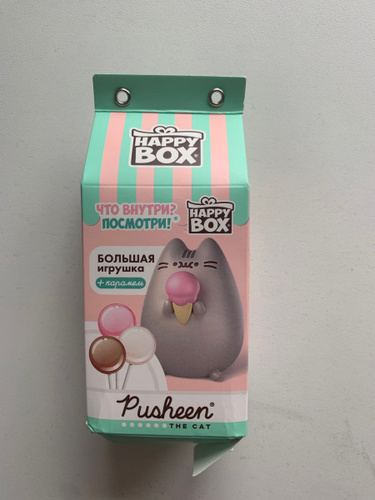 HAPPY
BOX
ЧТО ВНУТРИ?
ПОСМОТРИ!
HAPPY
BOX
БОЛЬШАЯ
игрушка
+ карамель
Pusheen®
THE CAT